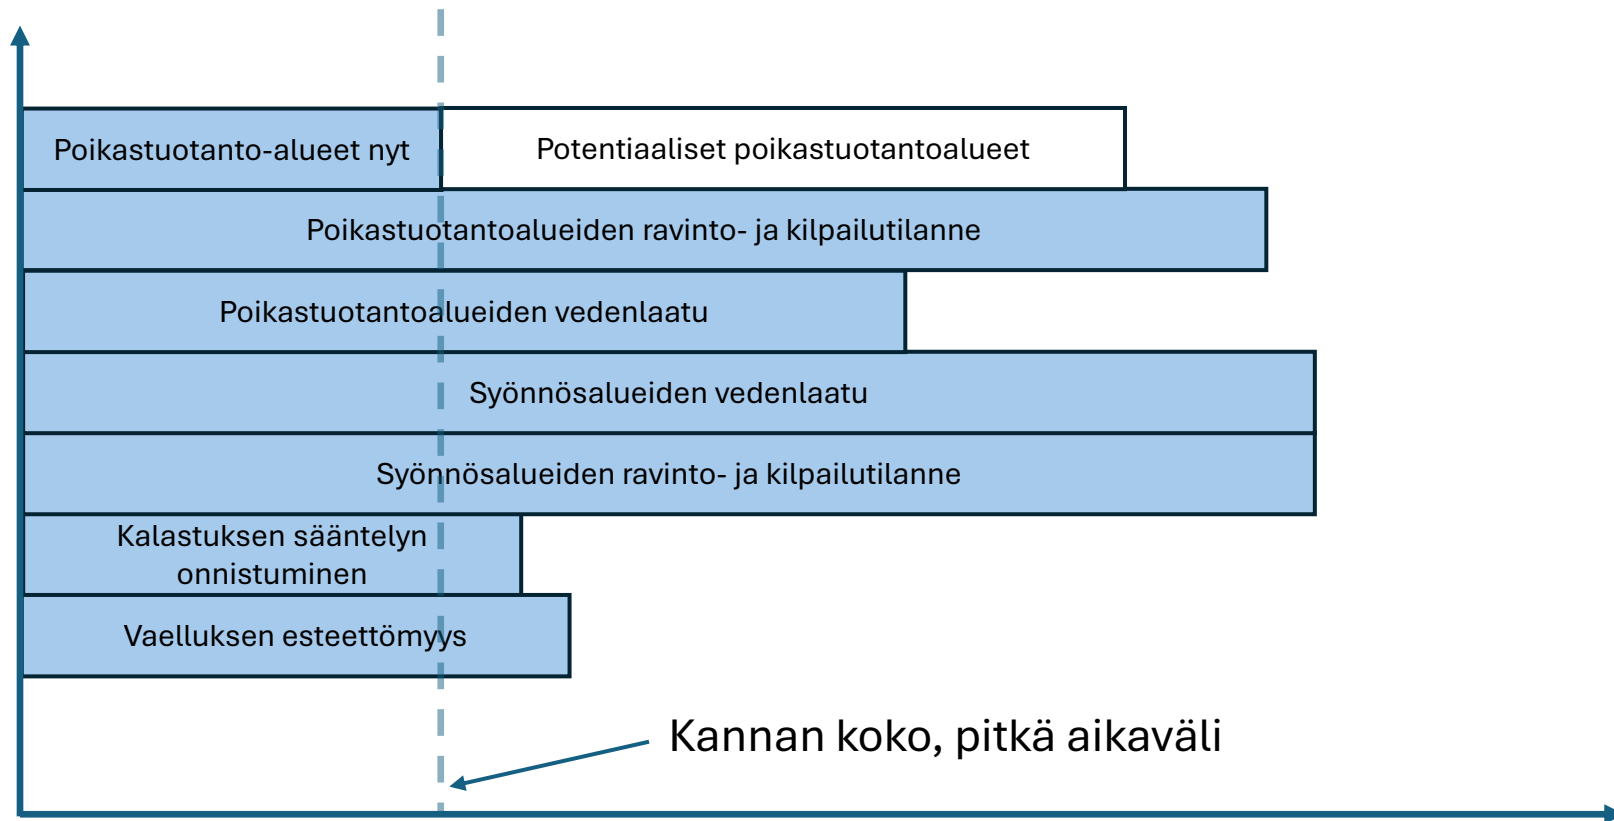 Poikastuotanto-alueet nyt
Potentiaaliset poikastuotantoalueet
Poikastuotantoalueiden ravinto- ja kilpailutilanne
Poikastuotantoalueiden vedenlaatu
Syönnösalueiden vedenlaatu
Syönnösalueiden ravinto- ja kilpailutilanne
Kalastuksen sääntelyn
onnistuminen
Vaelluksen esteettömyys
Kannan koko, pitkä aikaväli